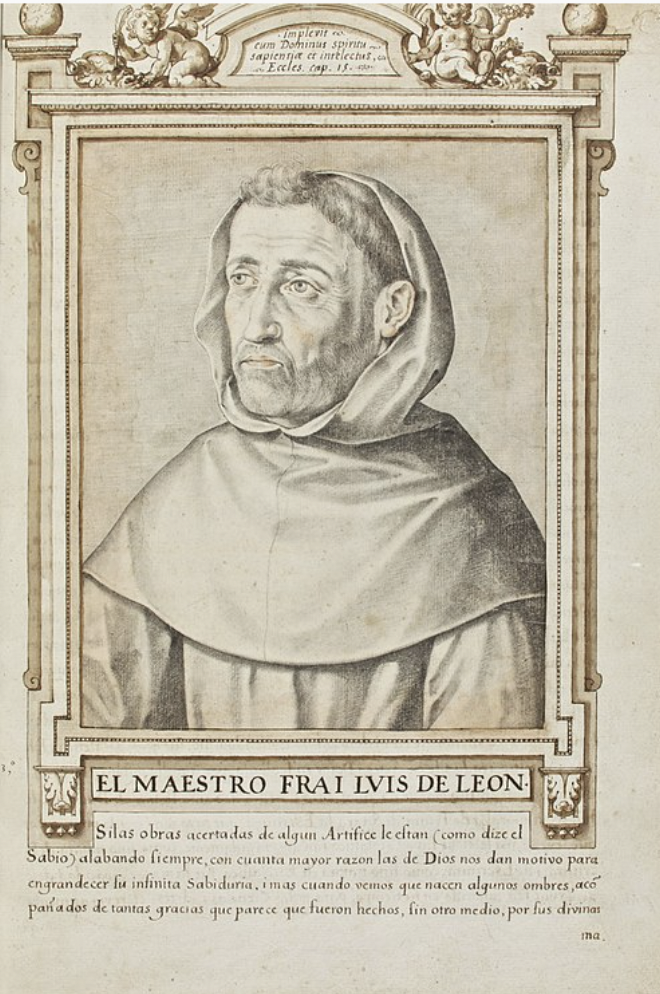 Implevit
eum Dominus spiritu
sapientiæ et intelectus,
Eccles. cap. 15.
EL MAESTRO FRAI LVIS DE LEON.
Si las obras acertadas de algun Artifice le estan (como dize el
Sabio) alabando siempre, con cuanta mayor razon las de Dios nos dan motivo para
engrandecer su infinita Sabiduria, i mas cuando vemos que nacen algunos ombres, acõ
pañados de tantas gracias que parece que fueron hechos, sin otro medio, por sus divinas
ma